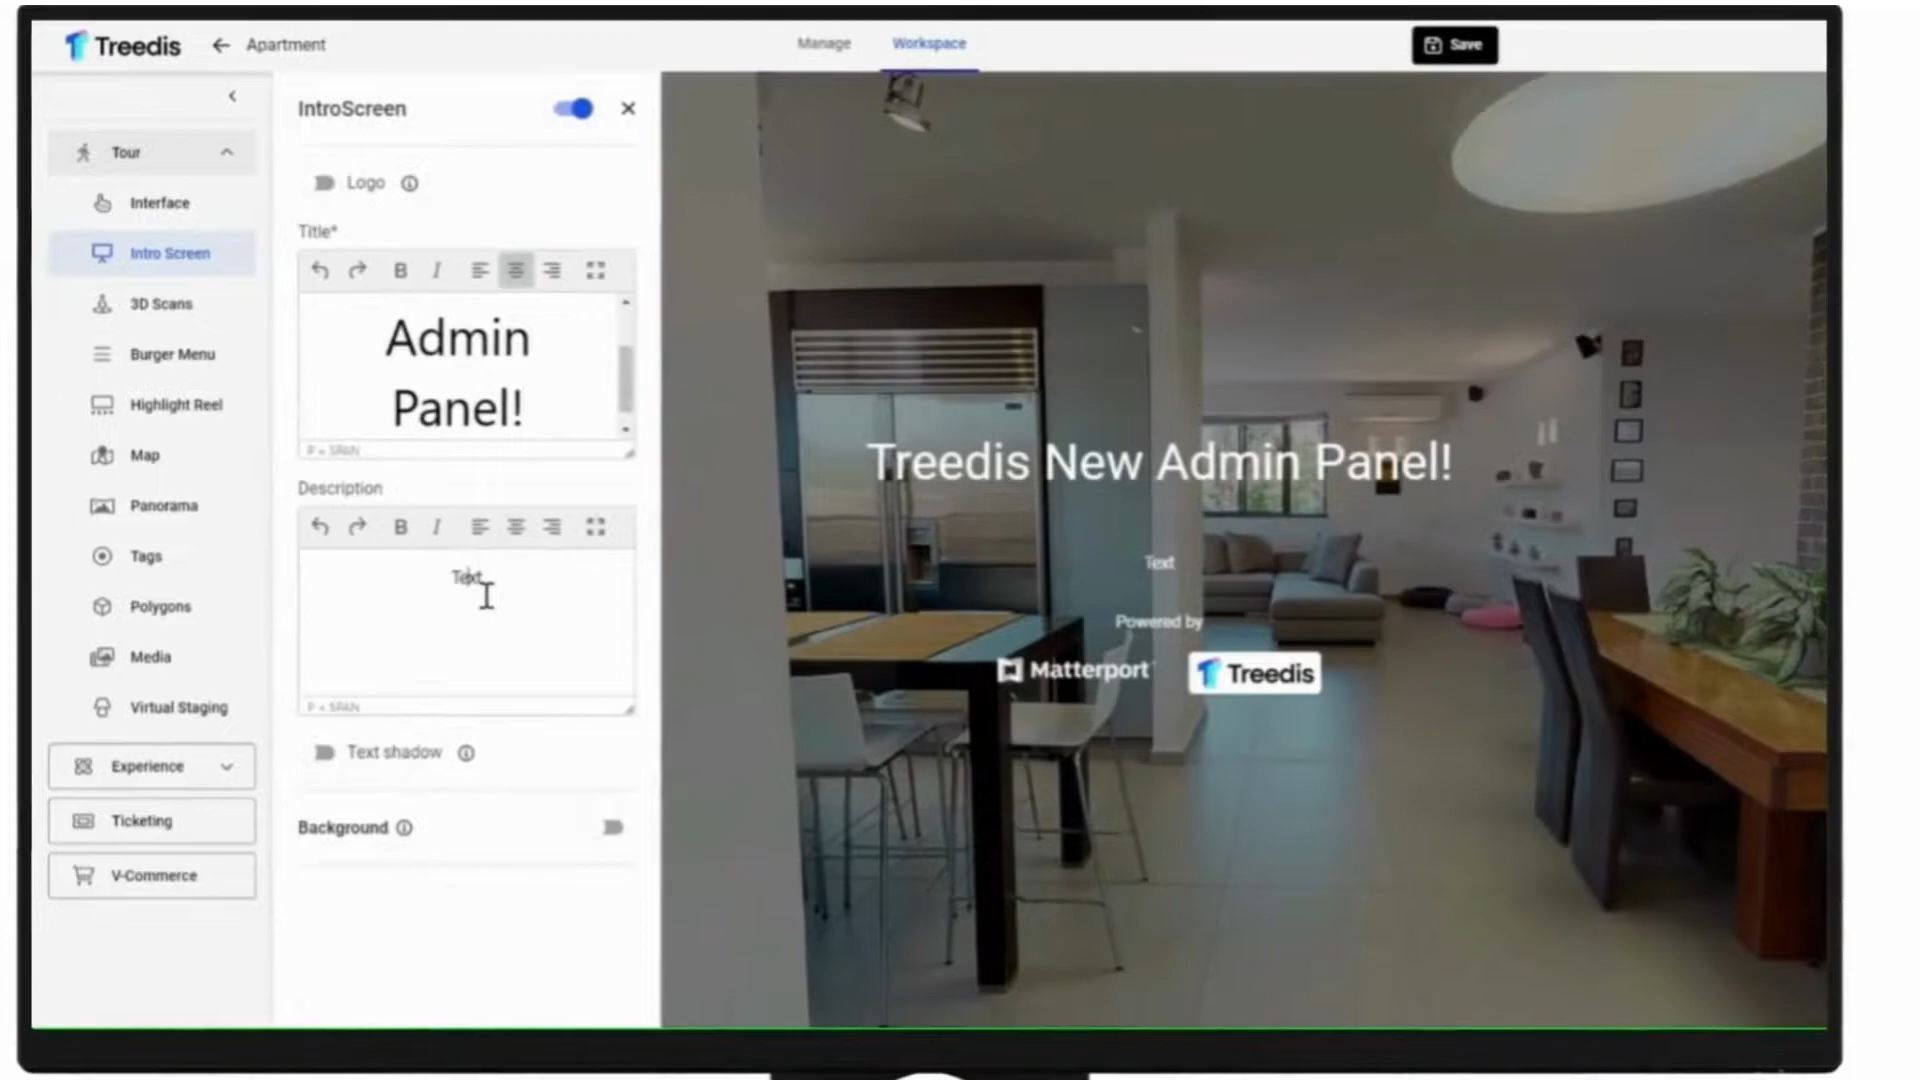 Treedis
Apartment
Manage
Workspace
Save
Tour
Interface
Intro Screen
3D Scans
Burger Menu
Highlight Reel
Map
Panorama
Tags
Polygons
Media
Virtual Staging
Experience
Ticketing
V-Commerce
IntroScreen
Logo
Title*
B I
Admin
Panel!
P » SPAN
Description
B I
Text
P » SPAN
Text shadow
Background
Treedis New Admin Panel!
Text
Powered by
Matterport
Treedis